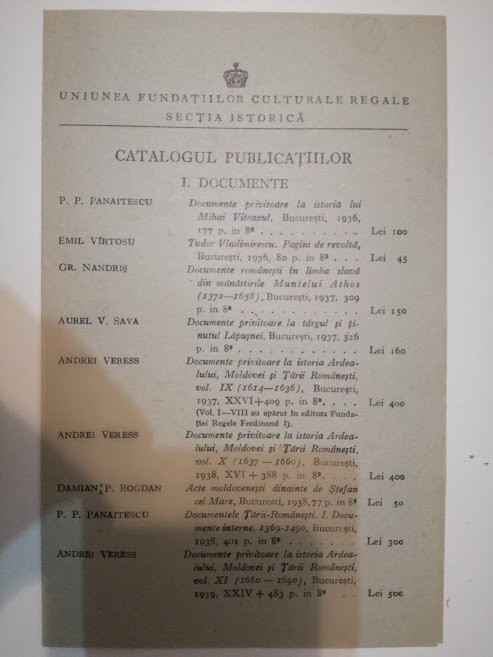 UNIUNEA FUNDAȚIILOR CULTURALE REGALE
SECȚIA ISTORICĂ
CATALOGUL PUBLICAȚIILOR
I. DOCUMENTE
P. P. PANAITESCU Documente privitoare la istoria lui
Mihai Viteazul, București, 1936,
177 p. in 8º . . . . . . . . . . Lei 100
EMIL VÎRTOSU Tudor Vladimirescu. Pagini de revoltă,
București, 1936, 80 p. in 8º . . . Lei 45
GR. NANDRIȘ Documente românești în limba slavă
din mănăstirile Muntelui Athos
(1372—1658), București, 1937, 309
p. in 8º . . . . . . . . . . . Lei 150
AUREL V. SAVA Documente privitoare la târgul și ți-
nutul Lăpușnei, București, 1937, 326
p. in 8º . . . . . . . . . . . Lei 160
ANDREI VERESS Documente privitoare la istoria Ardea-
lului, Moldovei și Țării Românești,
vol. IX (1614—1636), București,
1937, XXVI+409 p. in 8º. . . . Lei 400
(Vol. I—VIII au apărut în editura Funda-
ției Regele Ferdinand I).
ANDREI VERESS Documente privitoare la istoria Ardea-
lului, Moldovei și Țării Românești,
vol. X (1637—1660), București,
1938, XVI + 388 p. in 8º. . . . Lei 400
DAMIAN P. BOGDAN Acte moldovenești dinainte de Ștefan
cel Mare, București, 1938, 77 p. in 8º Lei 50
P. P. PANAITESCU Documentele Țării-Românești. I. Docu-
mente interne, 1369-1490, București,
1938, 401 p. in 8º . . . . . . . Lei 300
ANDREI VERESS Documente privitoare la istoria Ardea-
lului, Moldovei și Țării Românești,
vol. XI (1660—1690), București,
1939, XXIV + 483 p. in 8º . . . Lei 500